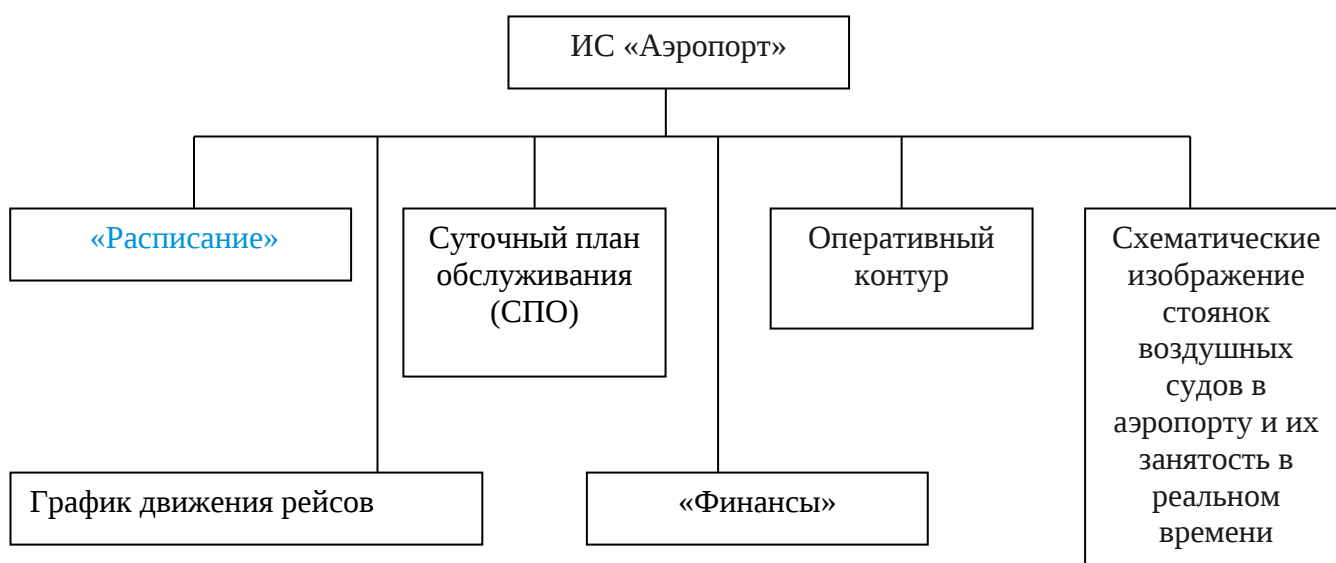 ИС «Аэропорт»
«Расписание»
Суточный план
обслуживания
(СПО)
Оперативный
контур
Схематические
изображение
стоянок
воздушных
судов в
аэропорту и их
занятость в
реальном
времени
График движения рейсов
«Финансы»